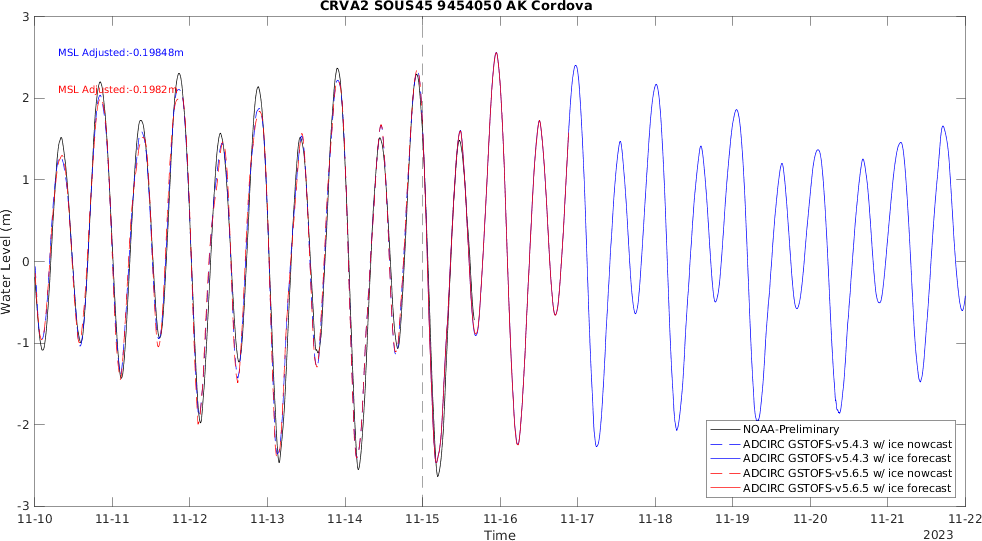 CRVA2 SOUS45 9454050 AK Cordova
MSL Adjusted:-0.19848m
MSL Adjusted:-0.1982m
Water Level (m)
3
2
1
0
-1
-2
-3
NOAA-Preliminary
ADCIRC GSTOFS-v5.4.3 w/ ice nowcast
ADCIRC GSTOFS-v5.4.3 w/ ice forecast
ADCIRC GSTOFS-v5.6.5 w/ ice nowcast
ADCIRC GSTOFS-v5.6.5 w/ ice forecast
11-10 11-11 11-12 11-13 11-14 11-15 11-16 11-17 11-18 11-19 11-20 11-21 11-22
Time
2023